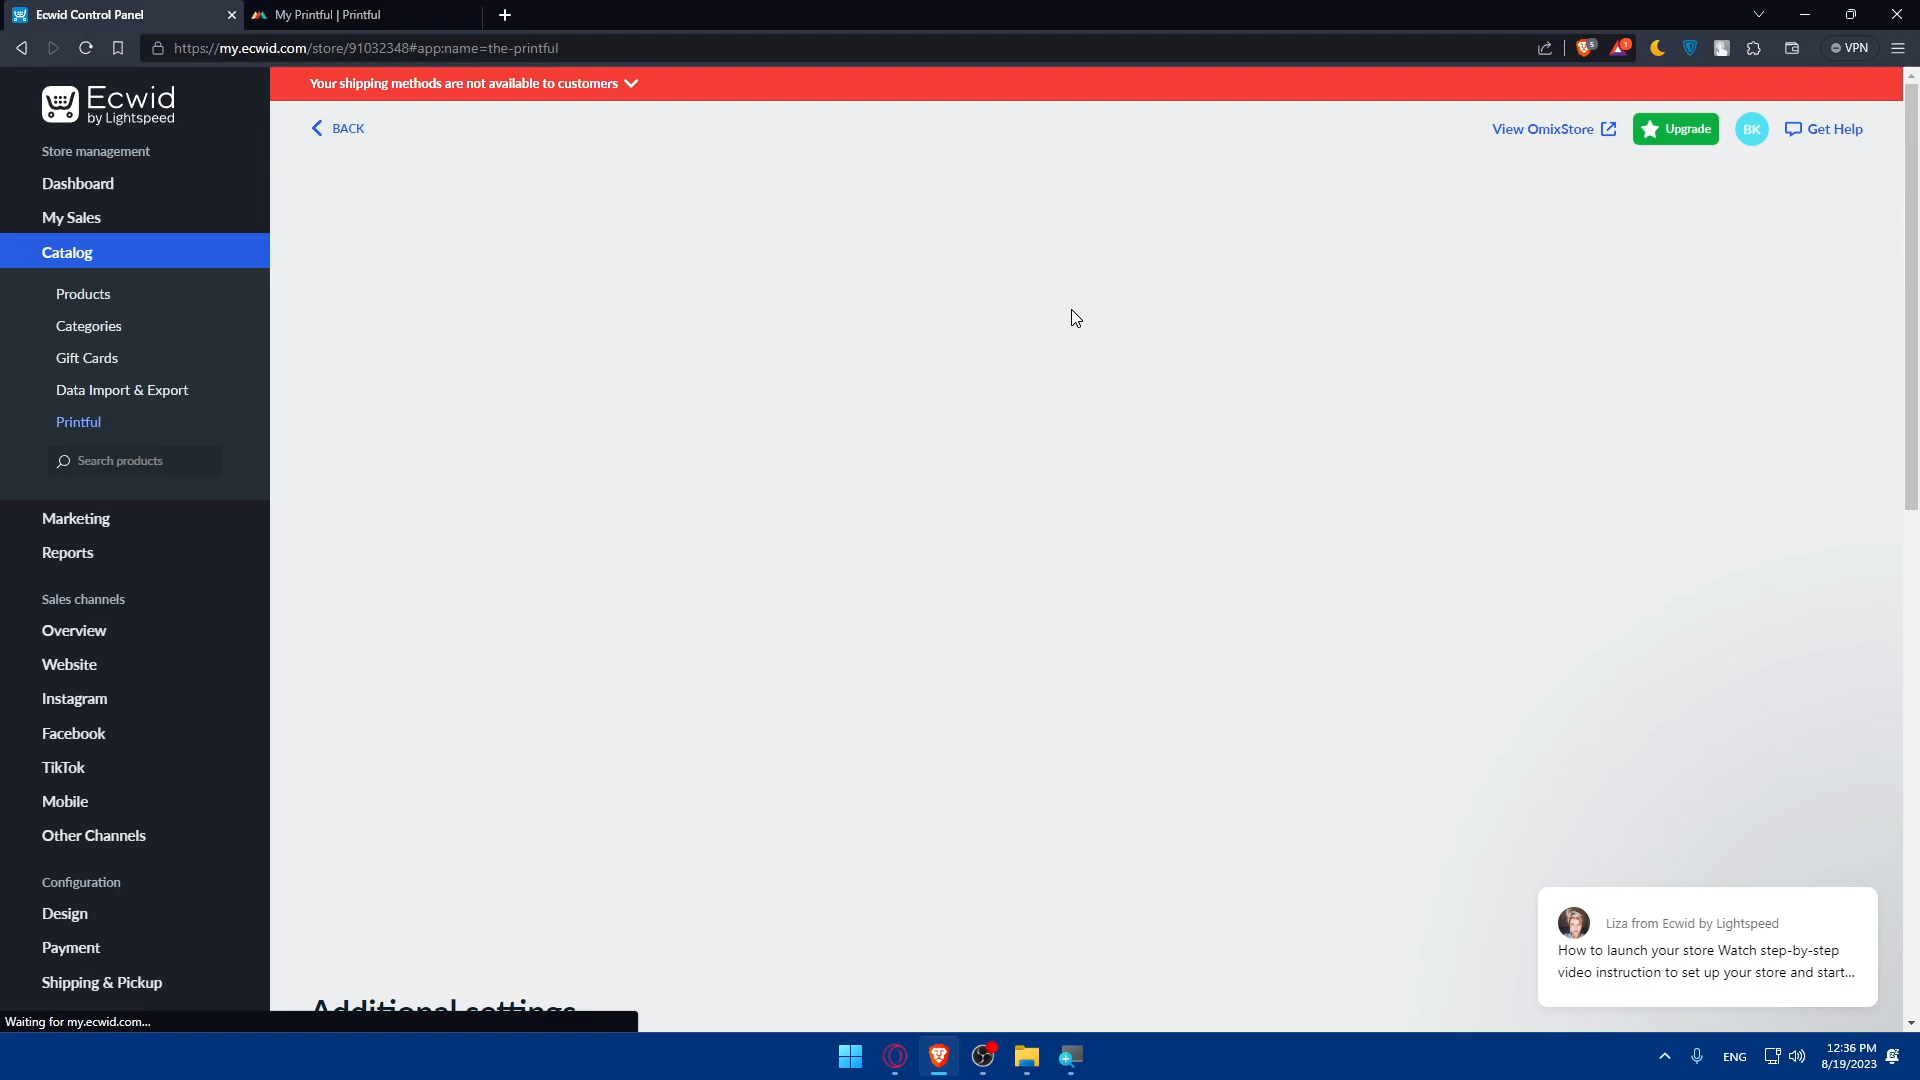 Ecwid Control Panel
My Printful | Printful
https://my.ecwid.com/store/91032348#app:name=the-printful
5
1
VPN
Your shipping methods are not available to customers
Ecwid
by Lightspeed
BACK
View OmixStore
Upgrade
BK
Get Help
Store management
Dashboard
My Sales
Catalog
Products
Categories
Gift Cards
Data Import & Export
Printful
Search products
Marketing
Reports
Sales channels
Overview
Website
Instagram
Facebook
TikTok
Mobile
Other Channels
Configuration
Design
Payment
Shipping & Pickup
Liza from Ecwid by Lightspeed
How to launch your store Watch step-by-step
video instruction to set up your store and start...
Additional settings
Waiting for my.ecwid.com...
ENG
12:36 PM
8/19/2023